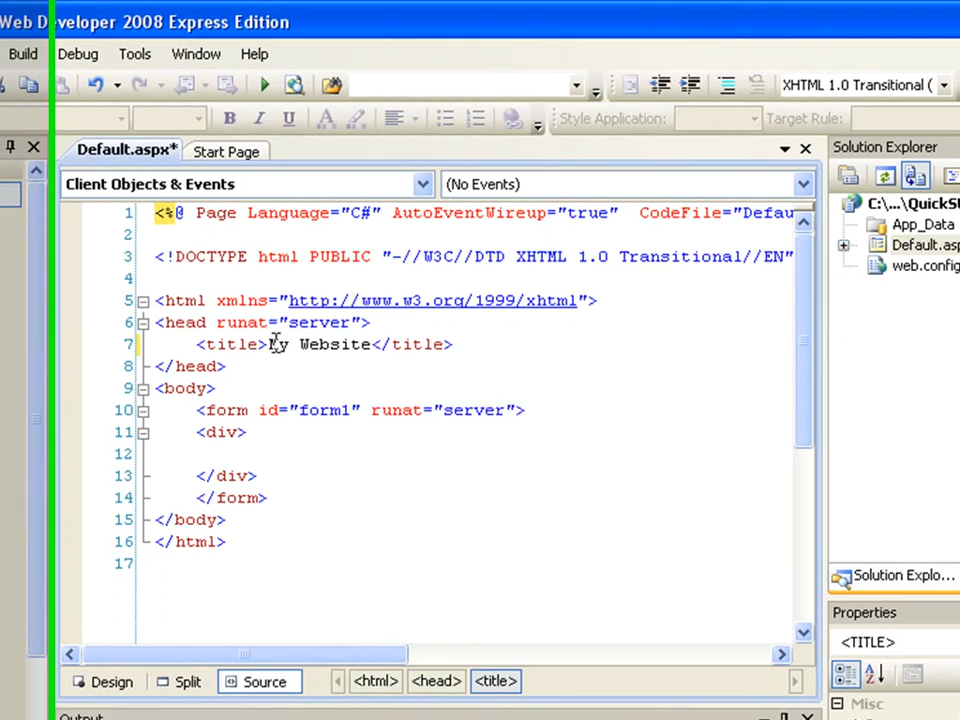 Web Developer 2008 Express Edition
Build Debug Tools Window Help
XHTML 1.0 Transitional (
B I U Style Application: Target Rule:
Default.aspx* Start Page
Client Objects & Events (No Events)
1 <%@ Page Language="C#" AutoEventWireup="true" CodeFile="Defau
2
3 <!DOCTYPE html PUBLIC "-//W3C//DTD XHTML 1.0 Transitional//EN"
4
5 <html xmlns="http://www.w3.org/1999/xhtml">
6 <head runat="server">
7 <title>My Website</title>
8 </head>
9 <body>
10 <form id="form1" runat="server">
11 <div>
12
13 </div>
14 </form>
15 </body>
16 </html>
17
Design Split Source <html> <head> <title>
Solution Explorer
C:\...\QuickSt
App_Data
Default.asp
web.config
Solution Explo...
Properties
<TITLE>
Misc
Output